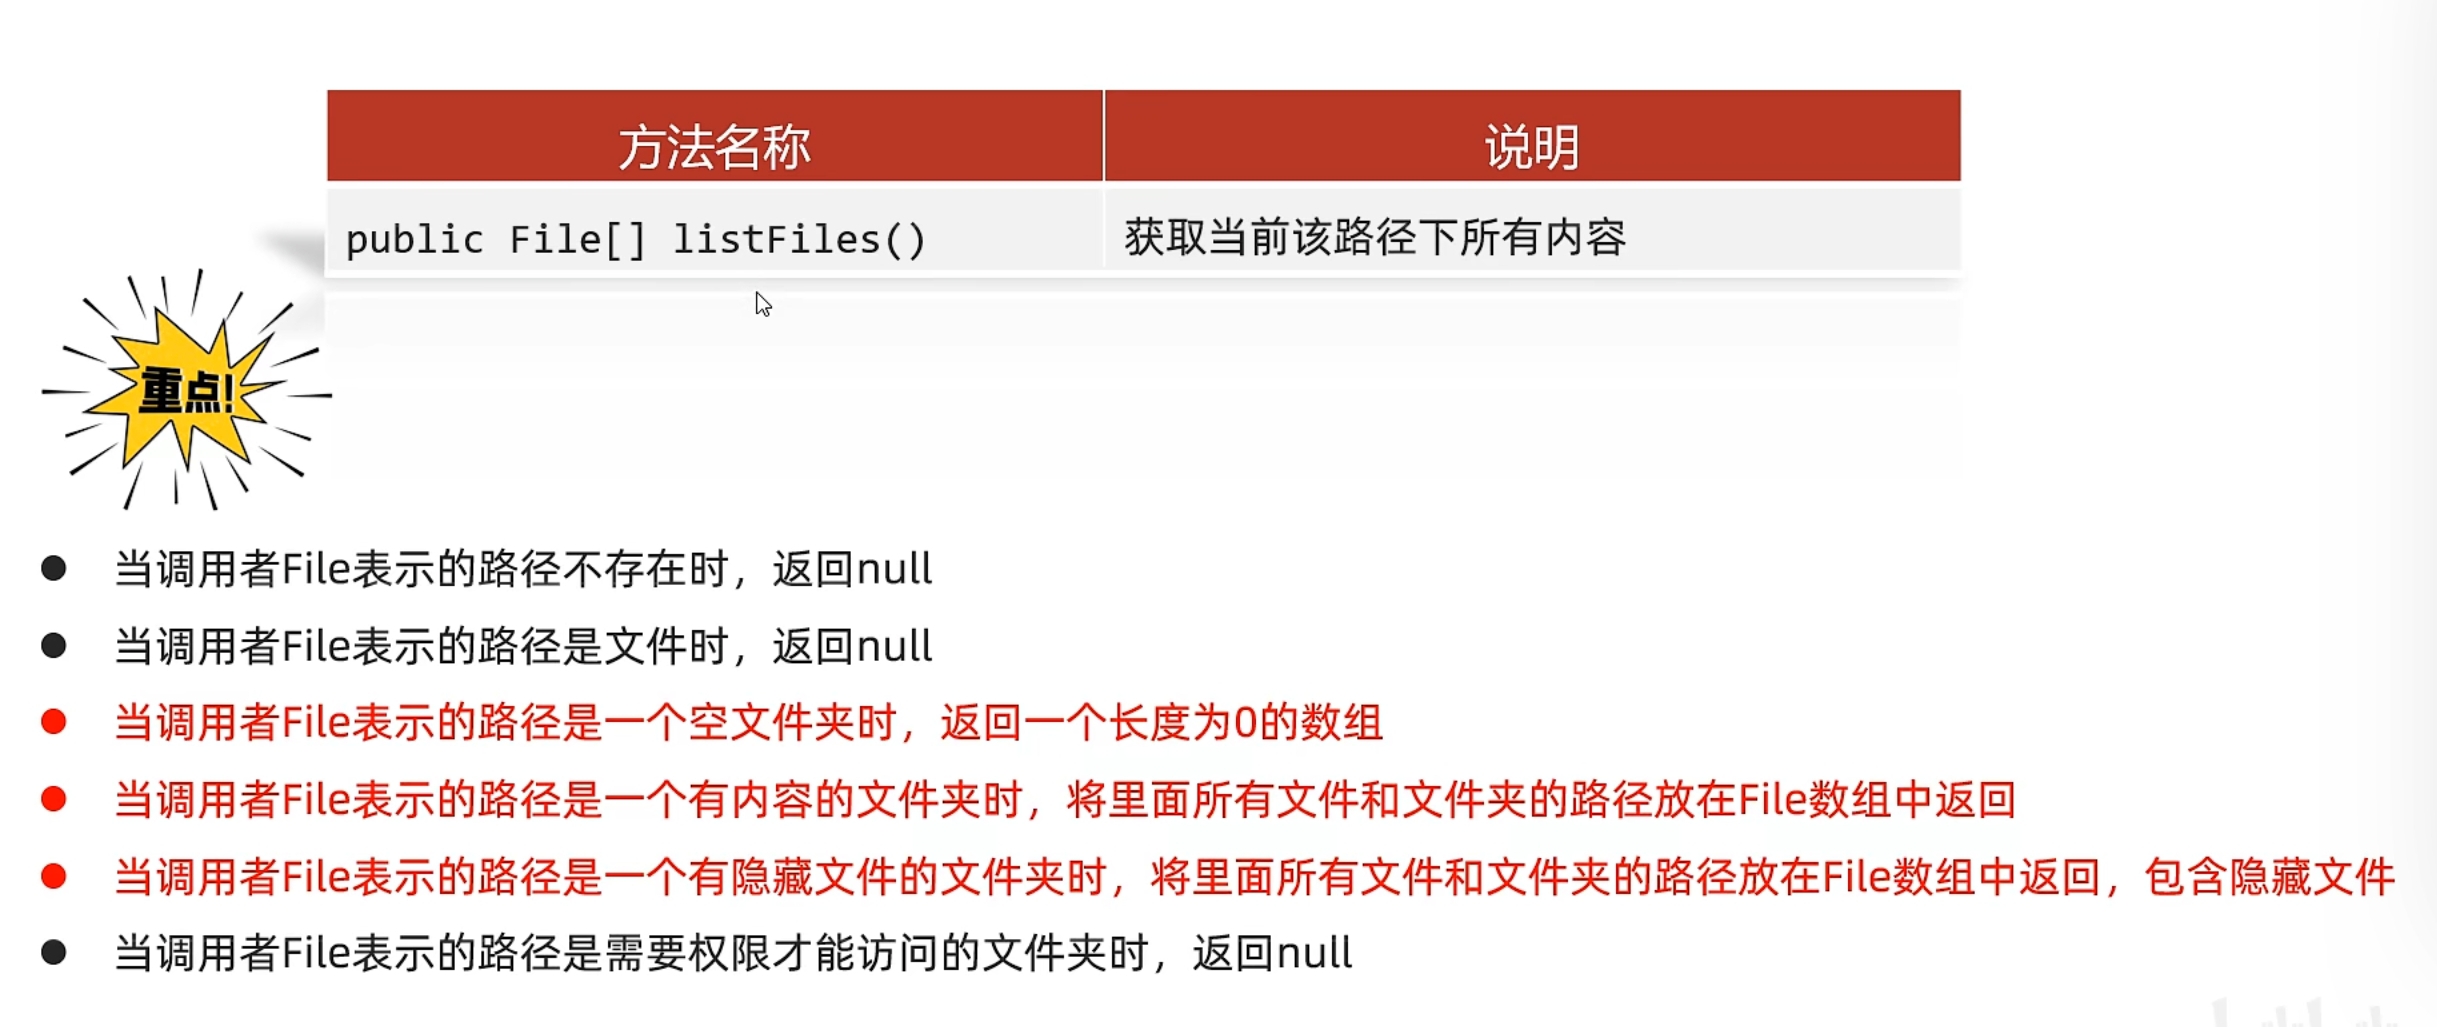 方法名称 说明
public File[] listFiles() 获取当前该路径下所有内容
重点!
当调用者File表示的路径不存在时，返回null
当调用者File表示的路径是文件时，返回null
当调用者File表示的路径是一个空文件夹时，返回一个长度为0的数组
当调用者File表示的路径是一个有内容的文件夹时，将里面所有文件和文件夹的路径放在File数组中返回
当调用者File表示的路径是一个有隐藏文件的文件夹时，将里面所有文件和文件夹的路径放在File数组中返回，包含隐藏文件
当调用者File表示的路径是需要权限才能访问的文件夹时，返回null